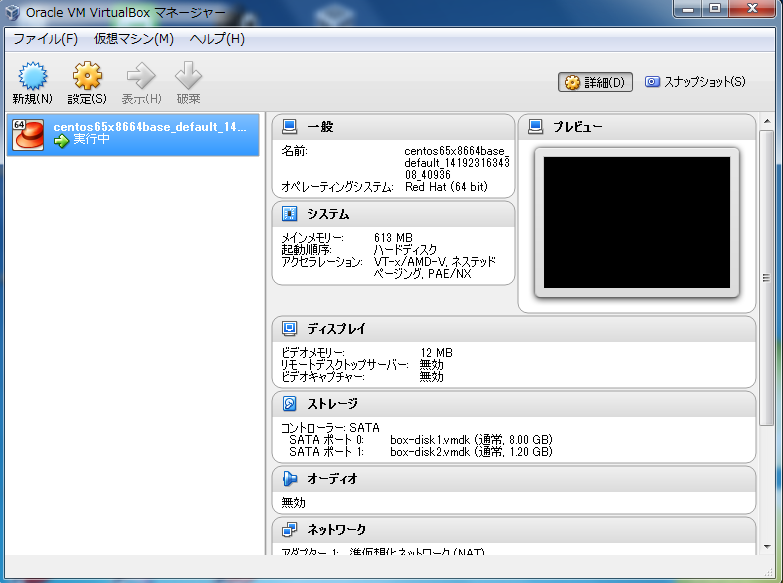 Oracle VM VirtualBox マネージャー
ファイル(F) 仮想マシン(M) ヘルプ(H)
新規(N) 設定(S) 表示(H) 破棄
詳細(D) スナップショット(S)
64
centos65x8664base_default_14...
実行中
一般
名前: centos65x8664base_
default_14192316343
08_40936
オペレーティングシステム: Red Hat (64 bit)
プレビュー
システム
メインメモリー: 613 MB
起動順序: ハードディスク
アクセラレーション: VT-x/AMD-V, ネステッド
ページング, PAE/NX
ディスプレイ
ビデオメモリー: 12 MB
リモートデスクトップサーバー: 無効
ビデオキャプチャー: 無効
ストレージ
コントローラー: SATA
SATA ポート 0: box-disk1.vmdk (通常, 8.00 GB)
SATA ポート 1: box-disk2.vmdk (通常, 1.20 GB)
オーディオ
無効
ネットワーク
アダプター 1: 準仮想化ネットワーク (NAT)